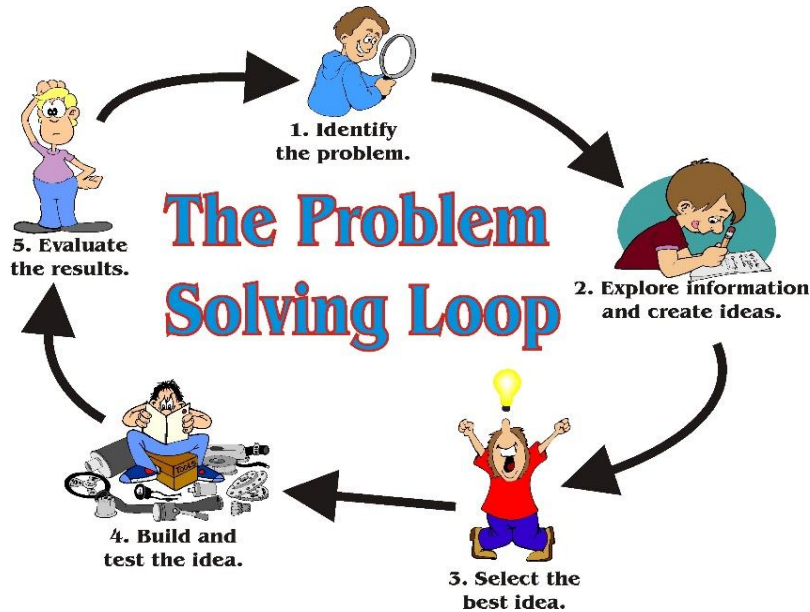 The Problem
Solving Loop
1. Identify
the problem.
2. Explore information
and create ideas.
3. Select the
best idea.
4. Build and
test the idea.
TOOLS
5. Evaluate
the results.